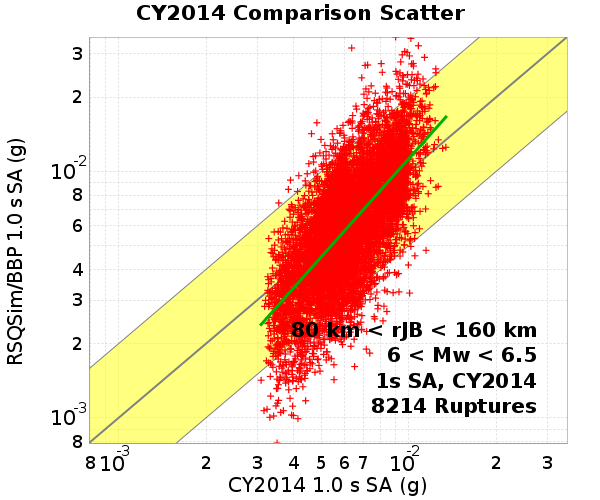 CY2014 Comparison Scatter
RSQSim/BBP 1.0 s SA (g)
3
2
10-2
8
6
4
3
2
10-3
8
80 km < rJB < 160 km
6 < Mw < 6.5
1s SA, CY2014
8214 Ruptures
8 10-3 2 3 4 5 6 7 10-2 2 3
CY2014 1.0 s SA (g)